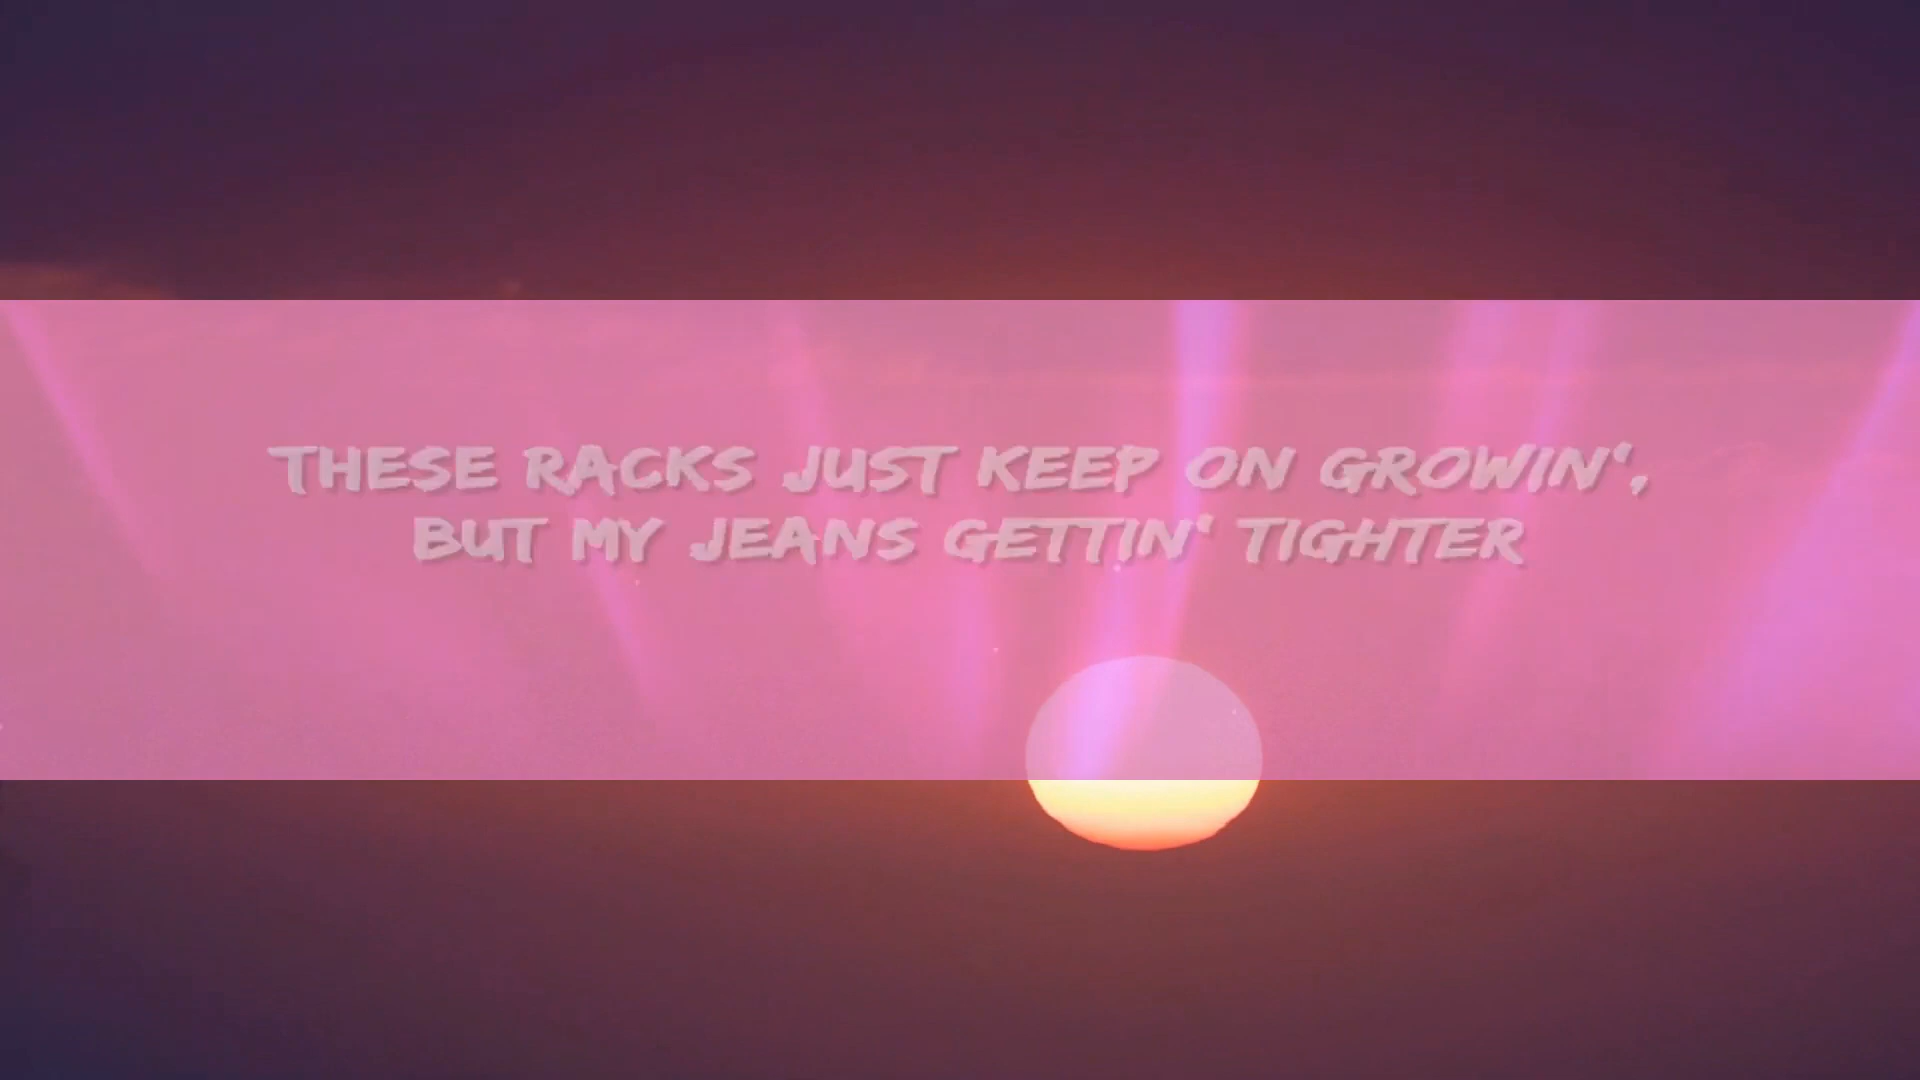 THESE RACKS JUST KEEP ON GROWIN‘,
BUT MY JEANS GETTIN‘ TIGHTER